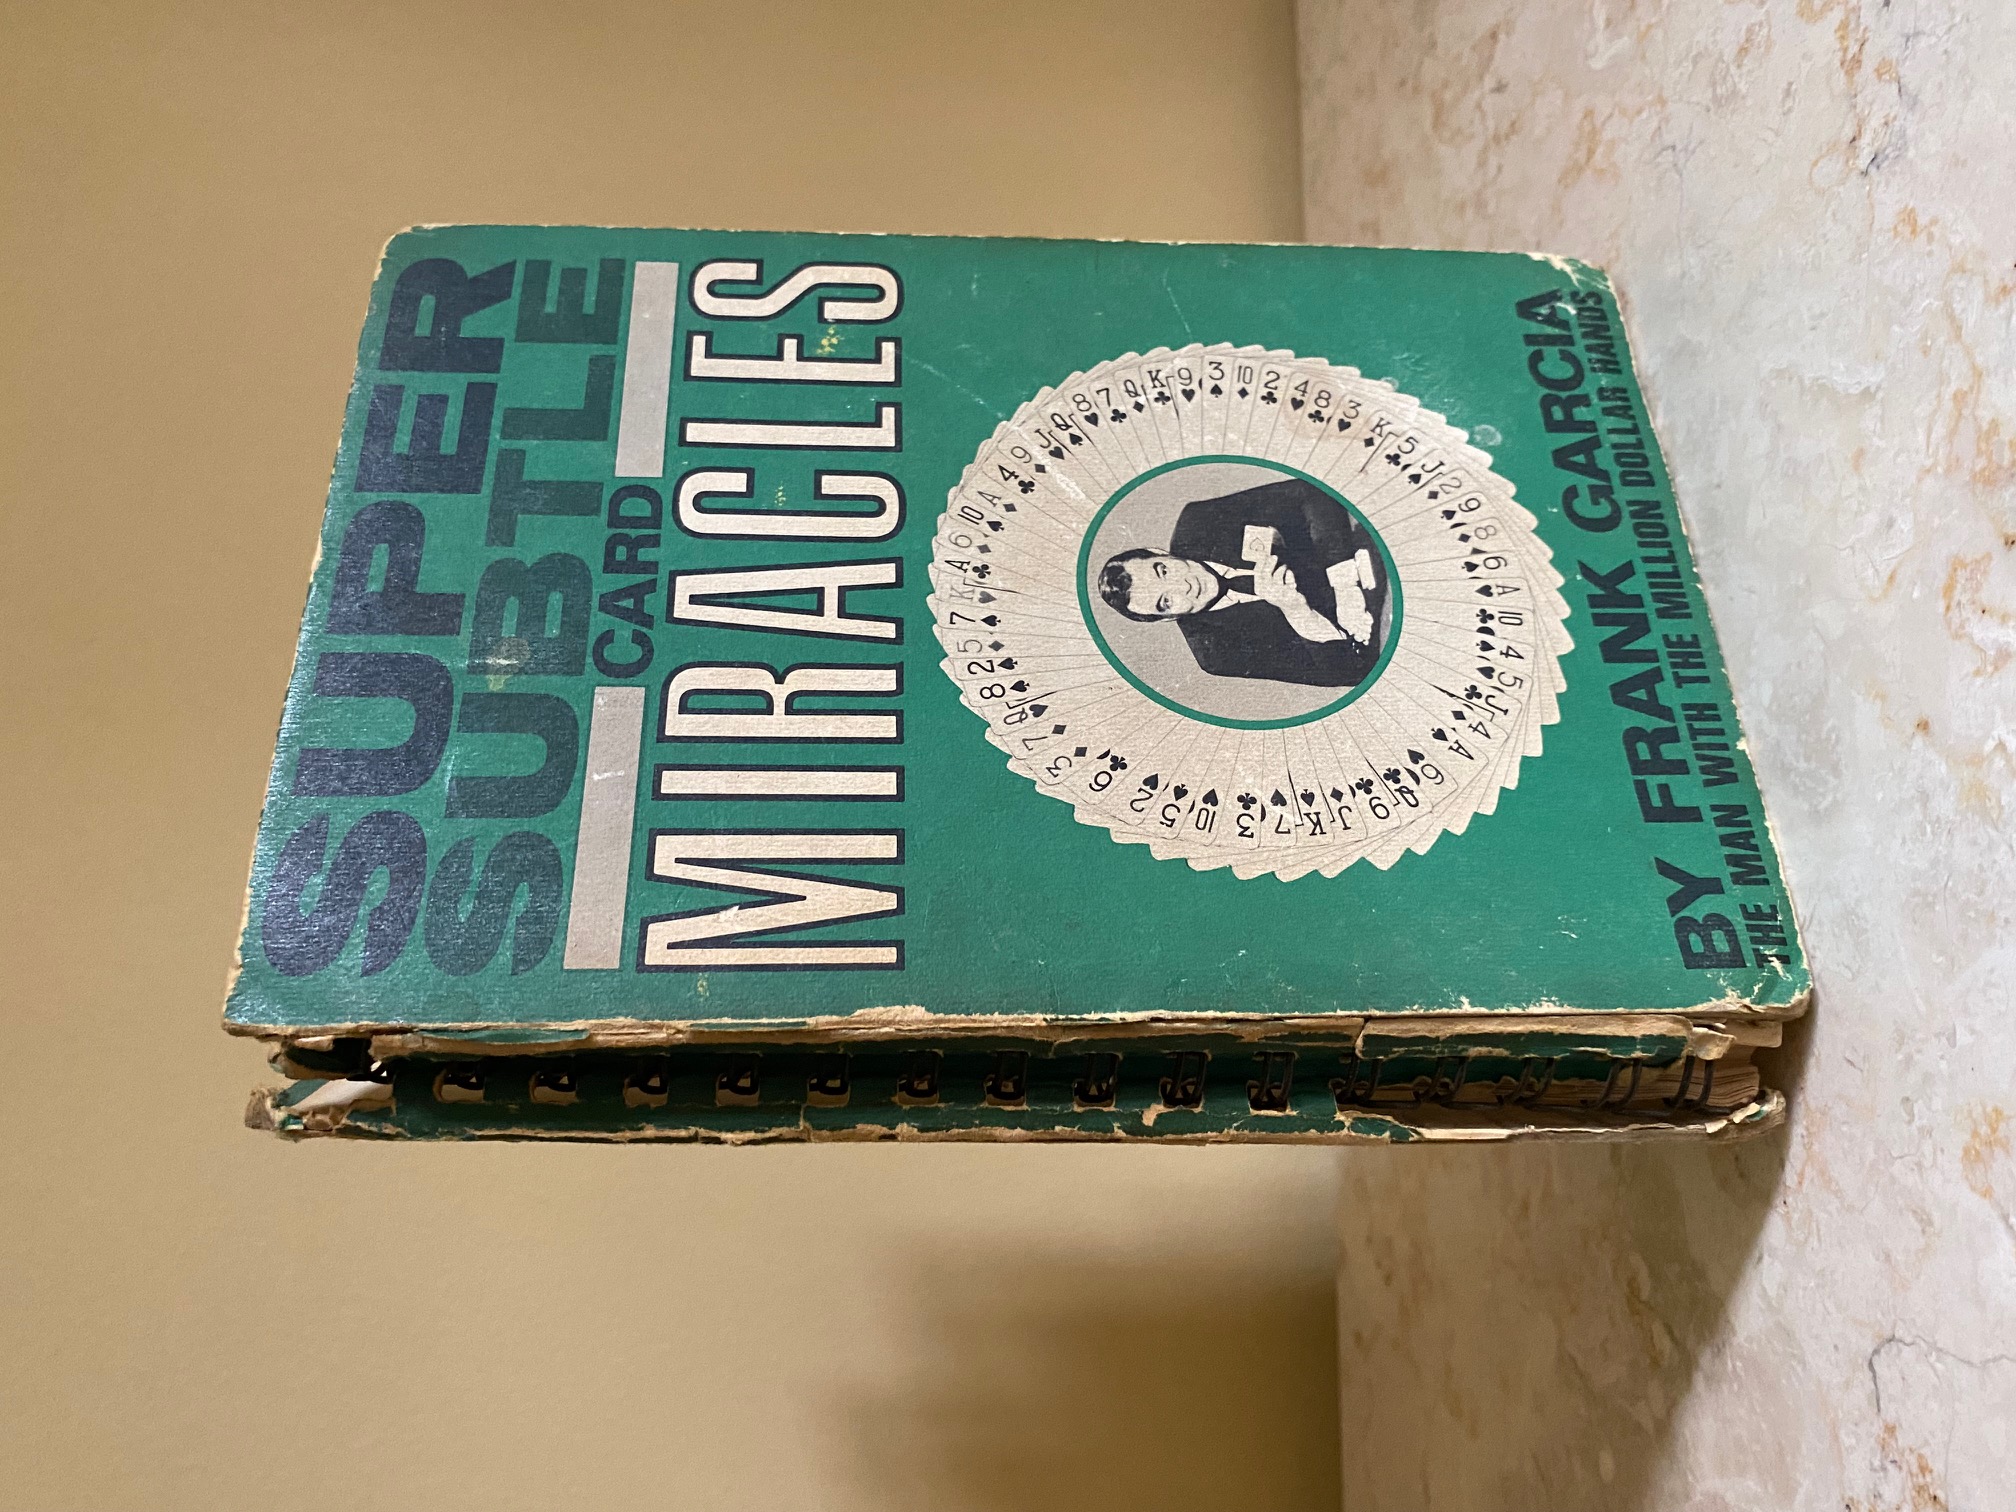 SUPER
SUBTLE
CARD
MIRACLES
BY FRANK GARCIA
THE MAN WITH THE MILLION DOLLAR HANDS